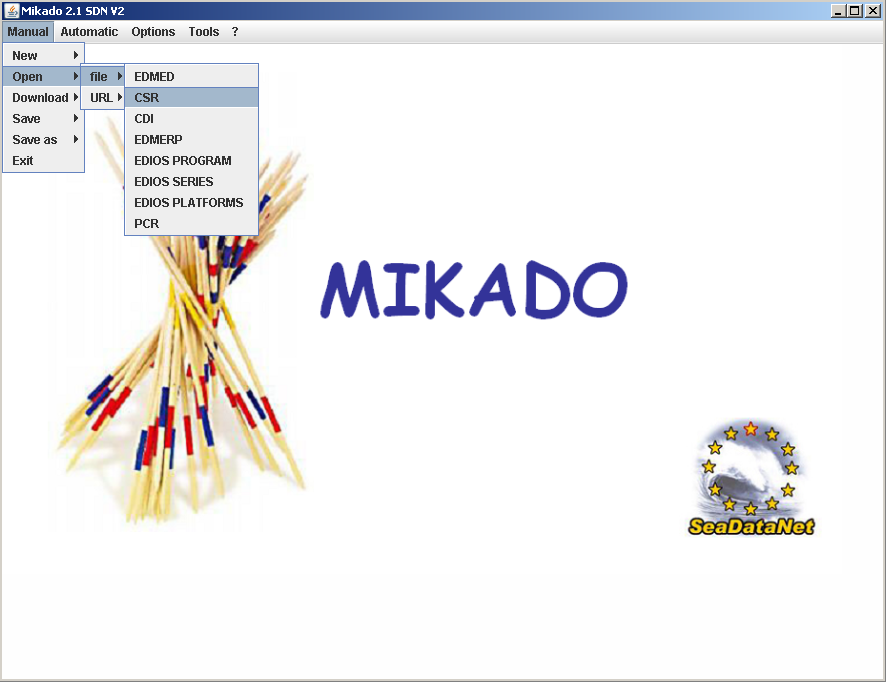 Mikado 2.1 SDN V2
Manual Automatic Options Tools ?
New
Open
Download
Save
Save as
Exit
file
URL
EDMED
CSR
CDI
EDMERP
EDIOS PROGRAM
EDIOS SERIES
EDIOS PLATFORMS
PCR
MIKADO
SeaDataNet